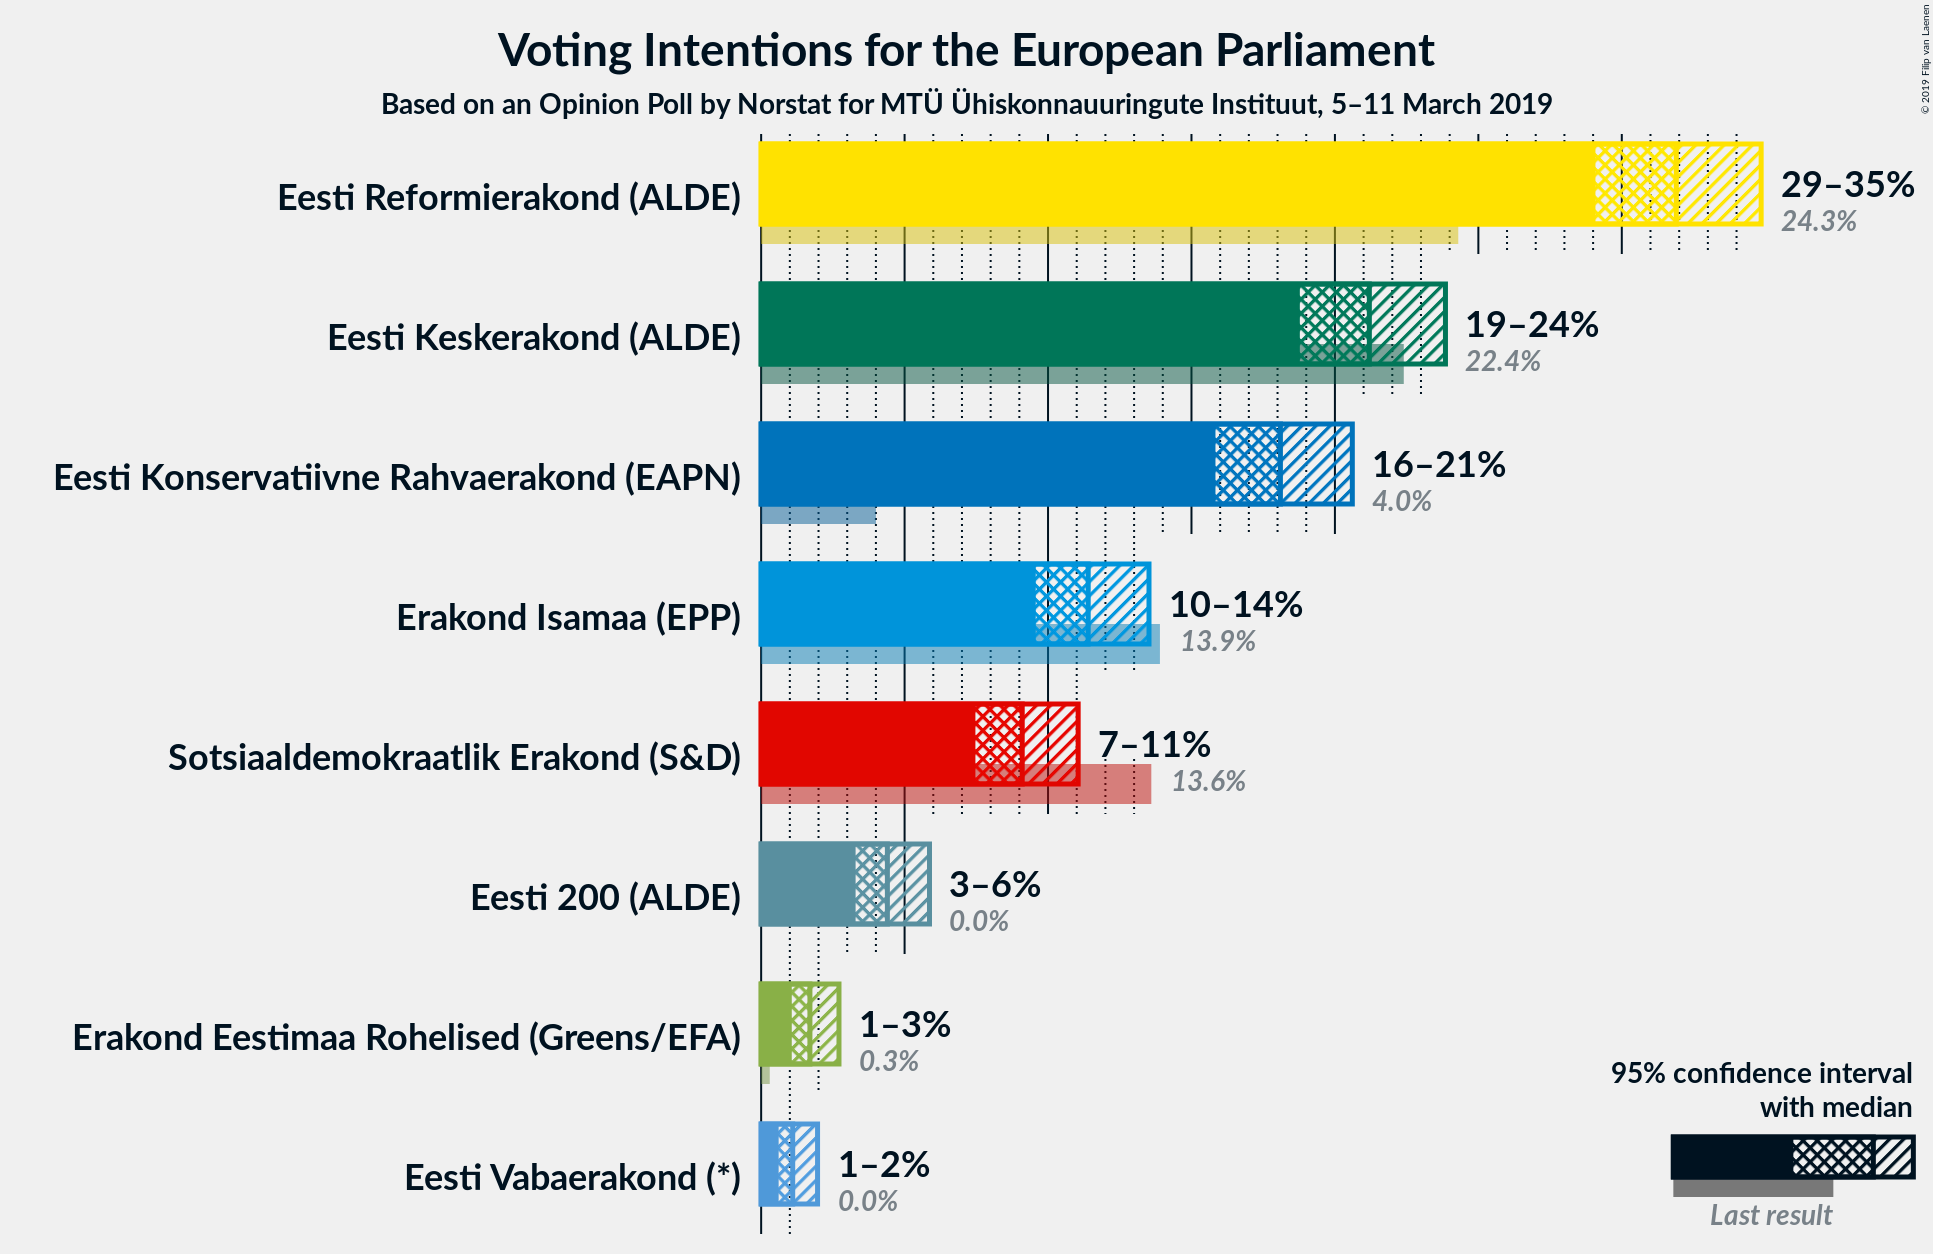 Voting Intentions for the European Parliament
Based on an Opinion Poll by Norstat for MTÜ Ühiskonnauuringute Instituut, 5–11 March 2019
© 2019 Filip van Laenen
Eesti Reformierakond (ALDE)
29–35%
24.3%
Eesti Keskerakond (ALDE)
19–24%
22.4%
Eesti Konservatiivne Rahvaerakond (EAPN)
16–21%
4.0%
Erakond Isamaa (EPP)
10–14%
13.9%
Sotsiaaldemokraatlik Erakond (S&D)
7–11%
13.6%
Eesti 200 (ALDE)
3–6%
0.0%
Erakond Eestimaa Rohelised (Greens/EFA)
1–3%
0.3%
Eesti Vabaerakond (*)
1–2%
0.0%
95% confidence interval
with median
Last result